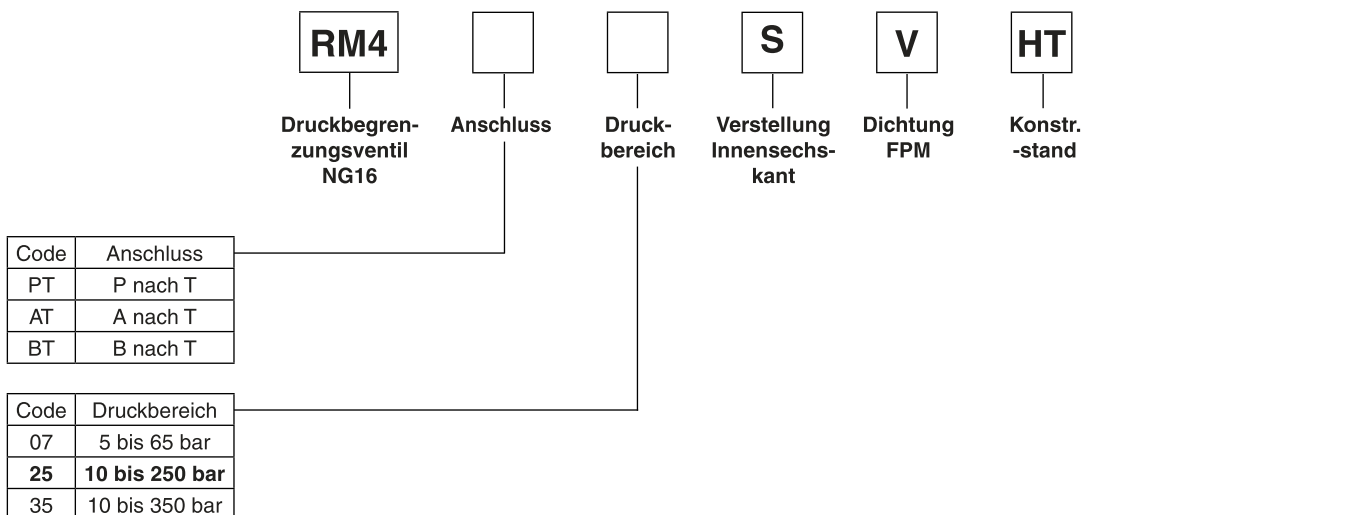 RM4 S V HT
Druckbegren- Anschluss Druck- Verstellung Dichtung Konstr.
zungsventil bereich Innensechs- FPM -stand
NG16 kant
Code Anschluss
PT P nach T
AT A nach T
BT B nach T
Code Druckbereich
07 5 bis 65 bar
25 10 bis 250 bar
35 10 bis 350 bar